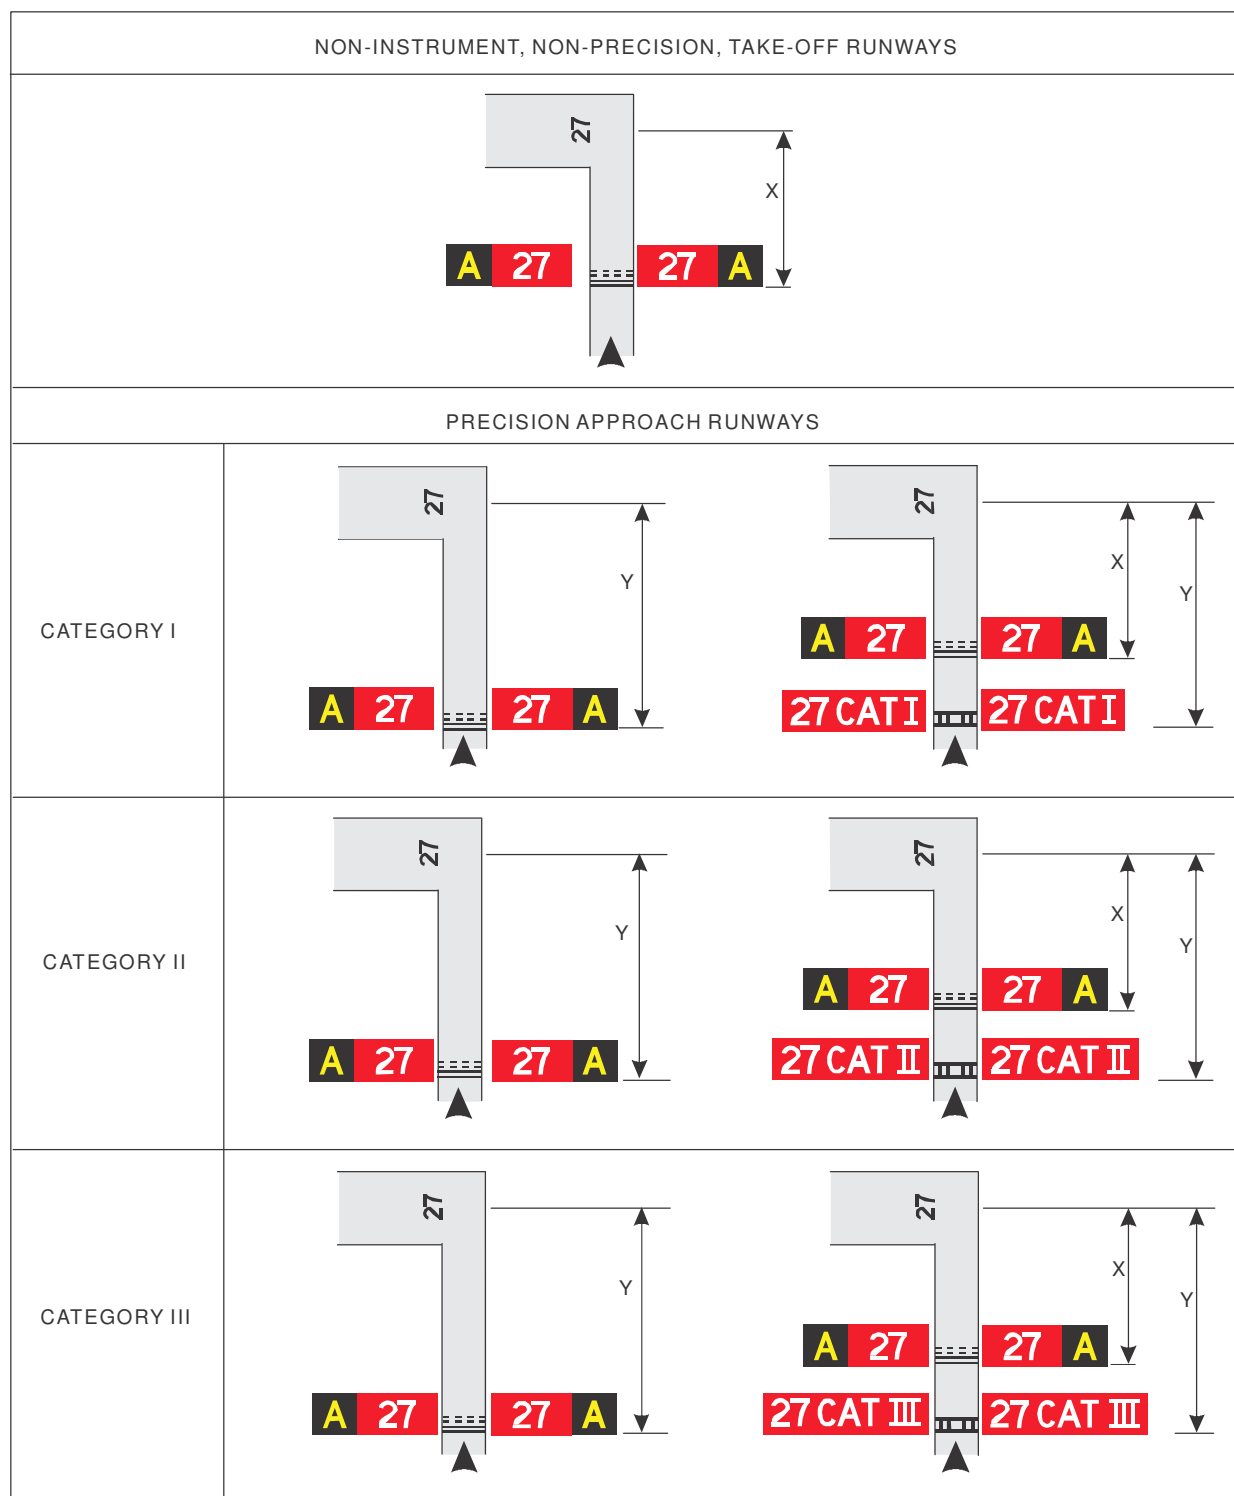 NON-INSTRUMENT, NON-PRECISION, TAKE-OFF RUNWAYS
27
X
A 27 27 A
PRECISION APPROACH RUNWAYS
CATEGORY I
27
Y
A 27 27 A
27
X
Y
A 27 27 A
27 CAT I 27 CAT I
CATEGORY II
27
Y
A 27 27 A
27
X
Y
A 27 27 A
27 CAT II 27 CAT II
CATEGORY III
27
Y
A 27 27 A
27
X
Y
A 27 27 A
27 CAT III 27 CAT III